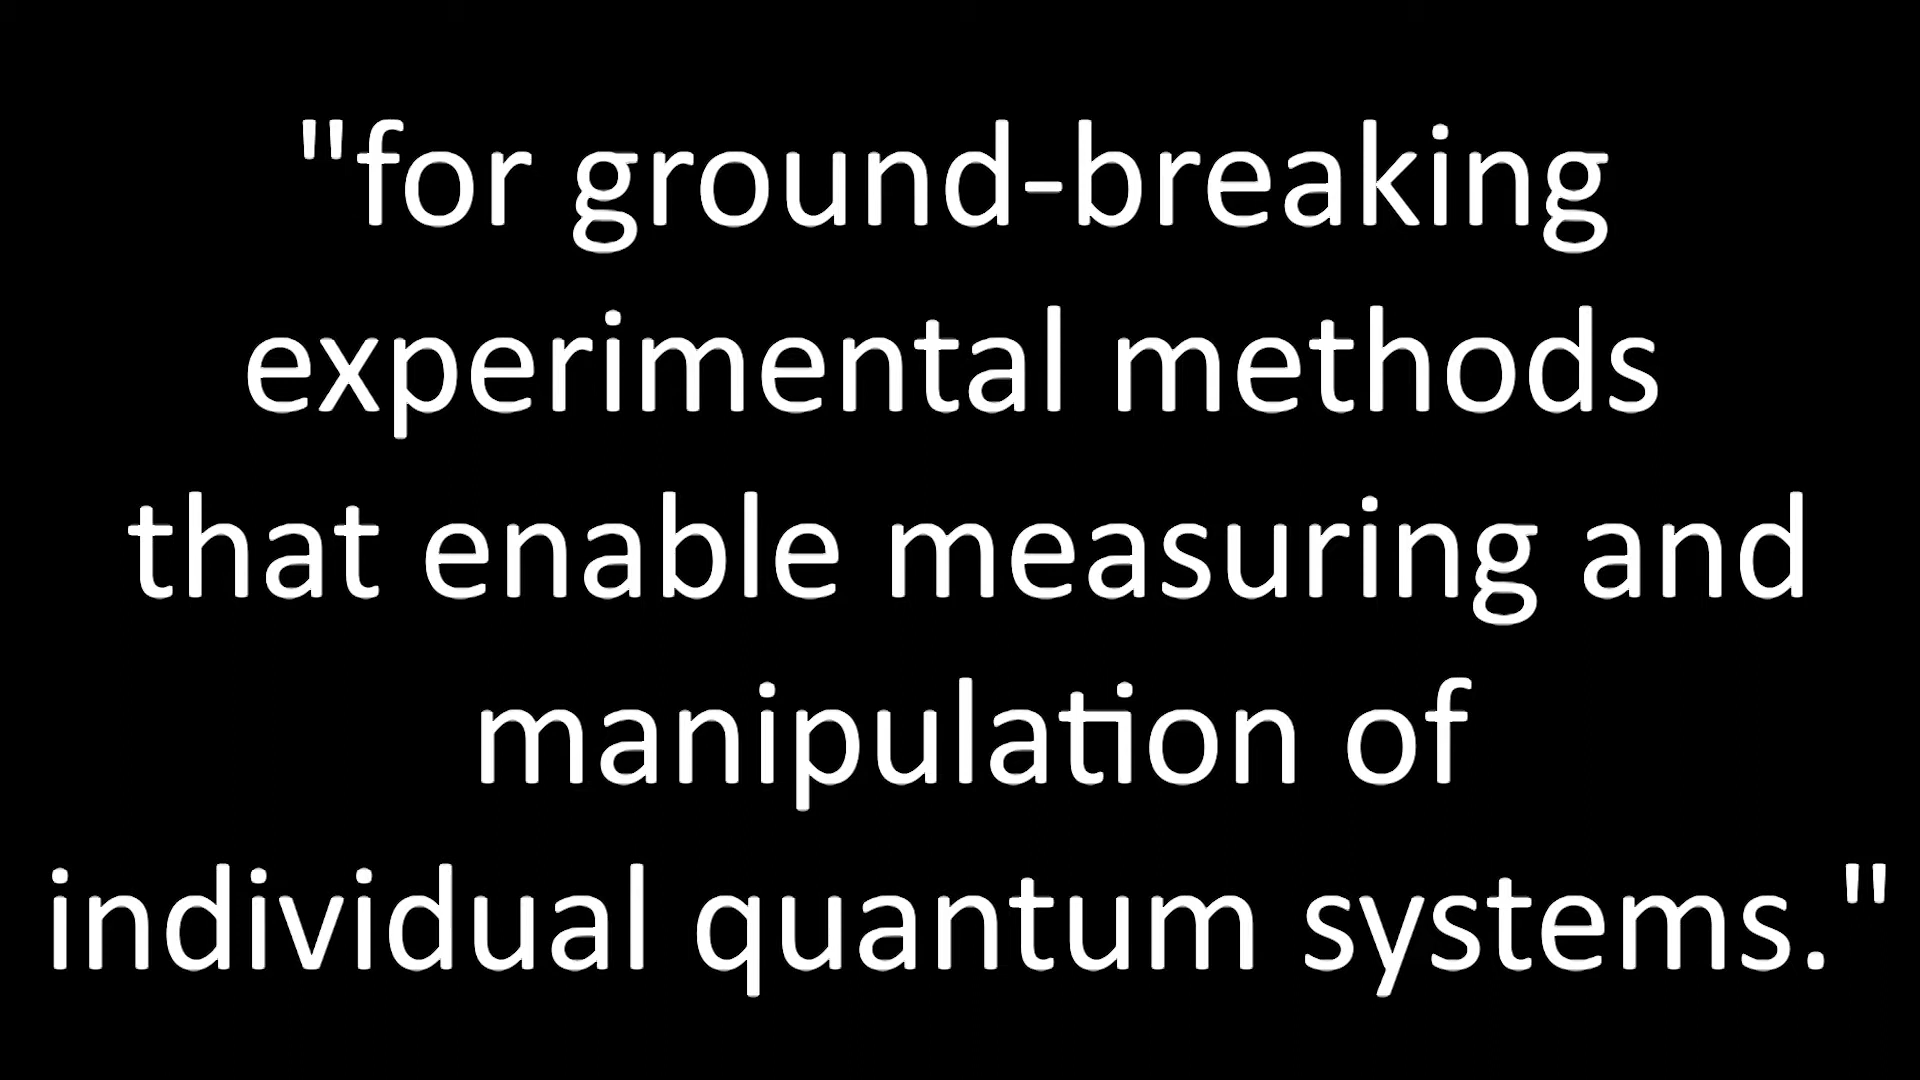 "for ground-breaking
experimental methods
that enable measuring and
manipulation of
individual quantum systems."